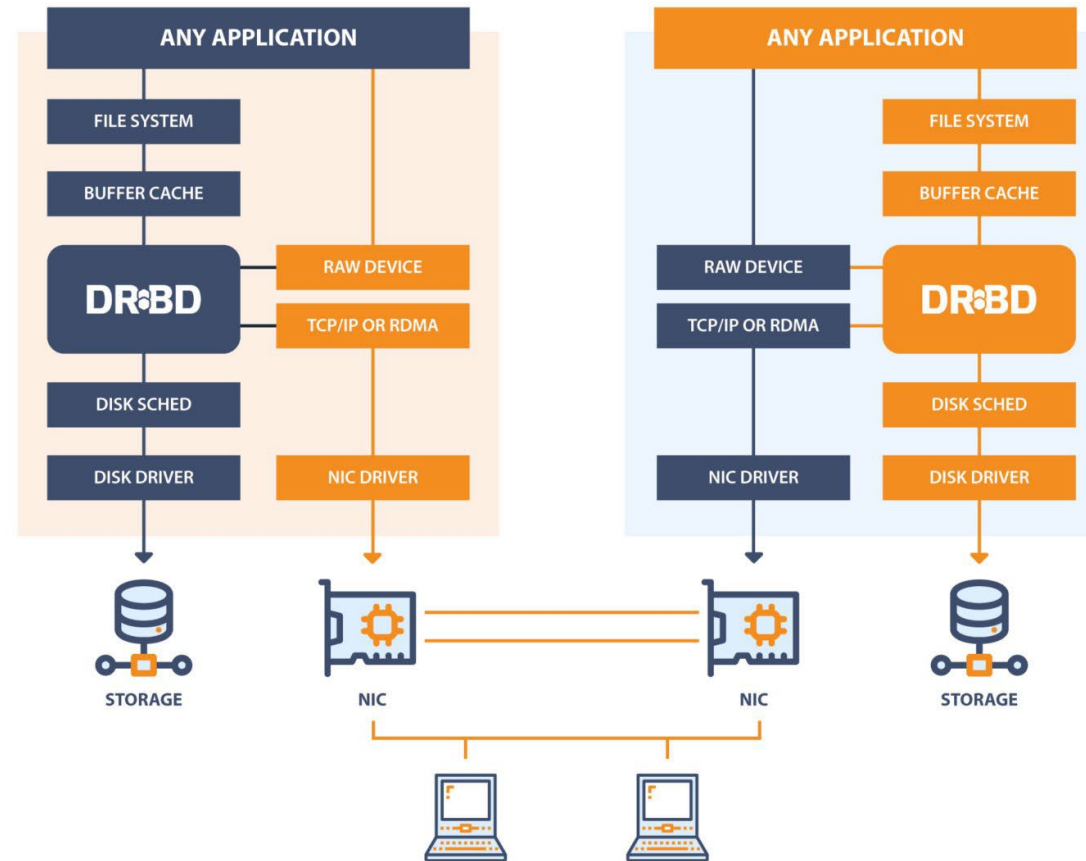 ANY APPLICATION
FILE SYSTEM
BUFFER CACHE
DRBD
RAW DEVICE
TCP/IP OR RDMA
DISK SCHED
DISK DRIVER
NIC DRIVER
STORAGE
NIC
ANY APPLICATION
FILE SYSTEM
BUFFER CACHE
RAW DEVICE
TCP/IP OR RDMA
DRBD
DISK SCHED
NIC DRIVER
DISK DRIVER
NIC
STORAGE